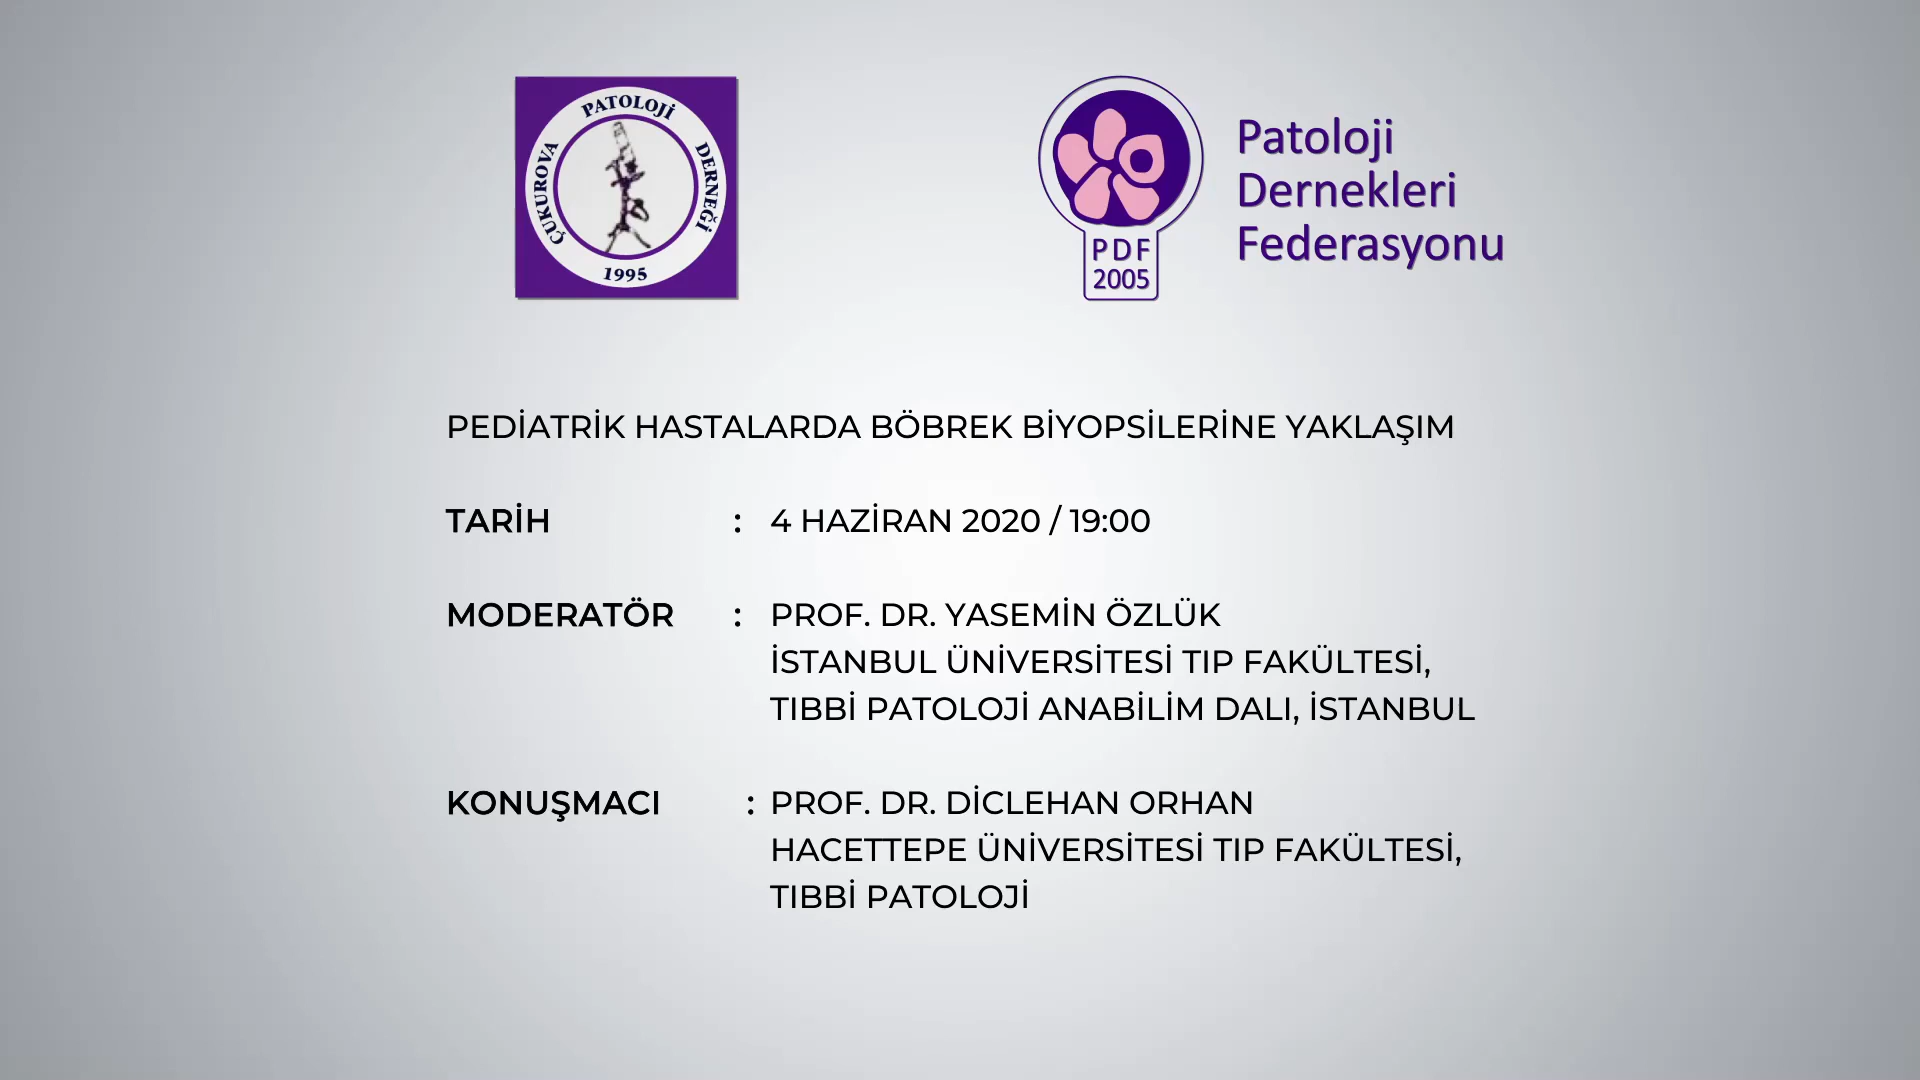 ÇUKUROVA PATOLOJİ DERNEĞİ
1995
PDF
2005
Patoloji
Dernekleri
Federasyonu
PEDİATRİK HASTALARDA BÖBREK BİYOPSİLERİNE YAKLAŞIM
TARİH : 4 HAZİRAN 2020 / 19:00
MODERATÖR : PROF. DR. YASEMİN ÖZLÜK
İSTANBUL ÜNİVERSİTESİ TIP FAKÜLTESİ,
TIBBİ PATOLOJİ ANABİLİM DALI, İSTANBUL
KONUŞMACI : PROF. DR. DİCLEHAN ORHAN
HACETTEPE ÜNİVERSİTESİ TIP FAKÜLTESİ,
TIBBİ PATOLOJİ